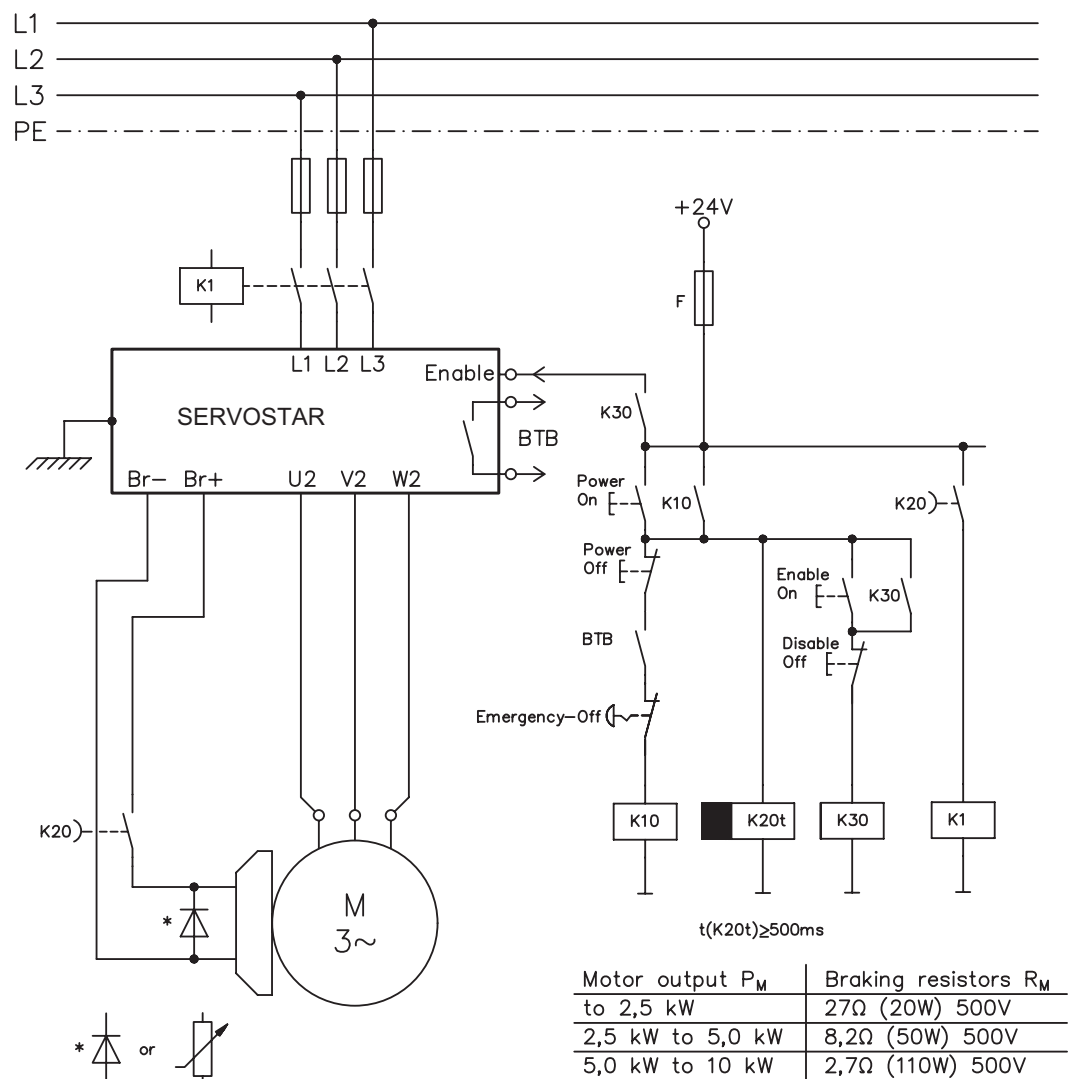 L1
L2
L3
PE
+24V
F
K1
L1 L2 L3
Enable
SERVOSTAR
BTB
K30
Br– Br+ U2 V2 W2
Power
On
K10
K20
Power
Off
Enable
On
K30
BTB
Disable
Off
Emergency–Off
K20
K10
K20t
K30
K1
M
3~
*
t(K20t)≥500ms
Motor output PM
Braking resistors RM
to 2,5 kW
27Ω (20W) 500V
2,5 kW to 5,0 kW
8,2Ω (50W) 500V
5,0 kW to 10 kW
2,7Ω (110W) 500V
* or